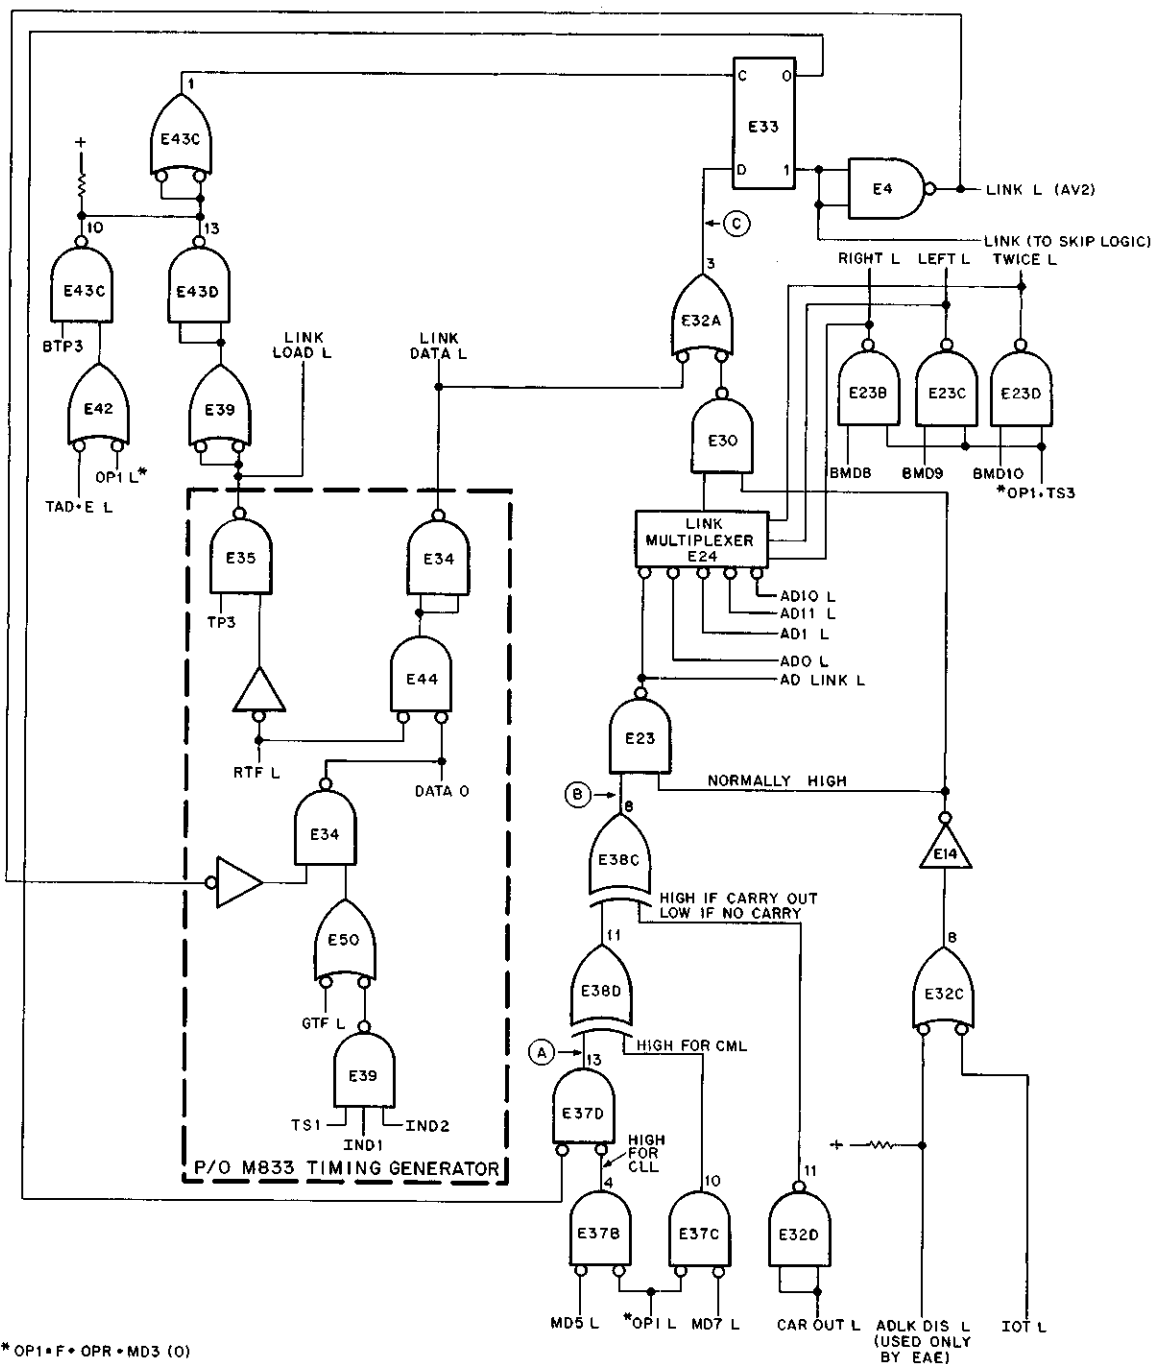 1
C
0
E33
D
1
E43C
+
10
13
E4
LINK L (AV2)
C
LINK (TO SKIP LOGIC)
RIGHT L
LEFT L
TWICE L
3
E43C
E43D
E32A
BTP3
LINK
LOAD L
LINK
DATA L
E23B
E23C
E23D
E42
E39
E30
OP1 L*
TAD•E L
BMD8
BMD9
BMD10
*OP1•TS3
LINK
MULTIPLEXER
E24
E35
E34
TP3
AD10 L
AD11 L
AD1 L
AD0 L
AD LINK L
E44
E23
RTF L
DATA 0
NORMALLY HIGH
B
8
E34
E38C
E14
HIGH IF CARRY OUT
LOW IF NO CARRY
E50
11
8
E38D
E32C
GTF L
HIGH FOR CML
A
13
E39
E37D
TS1
IND1
IND2
HIGH
FOR
CLL
+
P/O M833 TIMING GENERATOR
4
10
11
E37B
E37C
E32D
MD5 L
*OP1 L
MD7 L
CAR OUT L
ADLK DIS L
(USED ONLY
BY EAE)
IOT L
*OP1•F•OPR•MD3 (0)